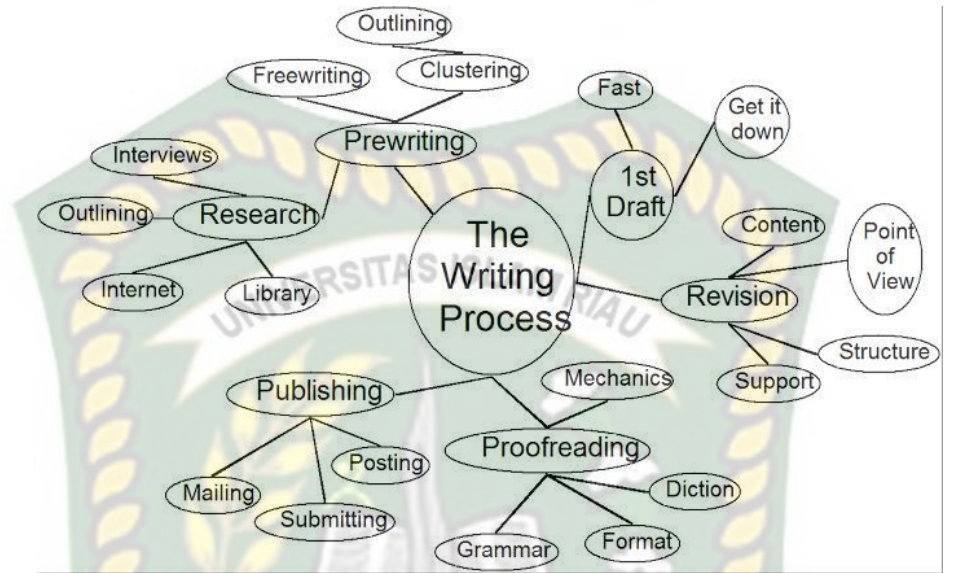 Outlining
Freewriting
Clustering
Prewriting
Interviews
Outlining
Research
Internet
Library
Fast
Get it
down
1st
Draft
The
Writing
Process
Content
Point
of
View
Revision
Structure
Support
Publishing
Mailing
Submitting
Posting
Mechanics
Proofreading
Diction
Grammar
Format
UNIVERSITAS ISLAM RIAU